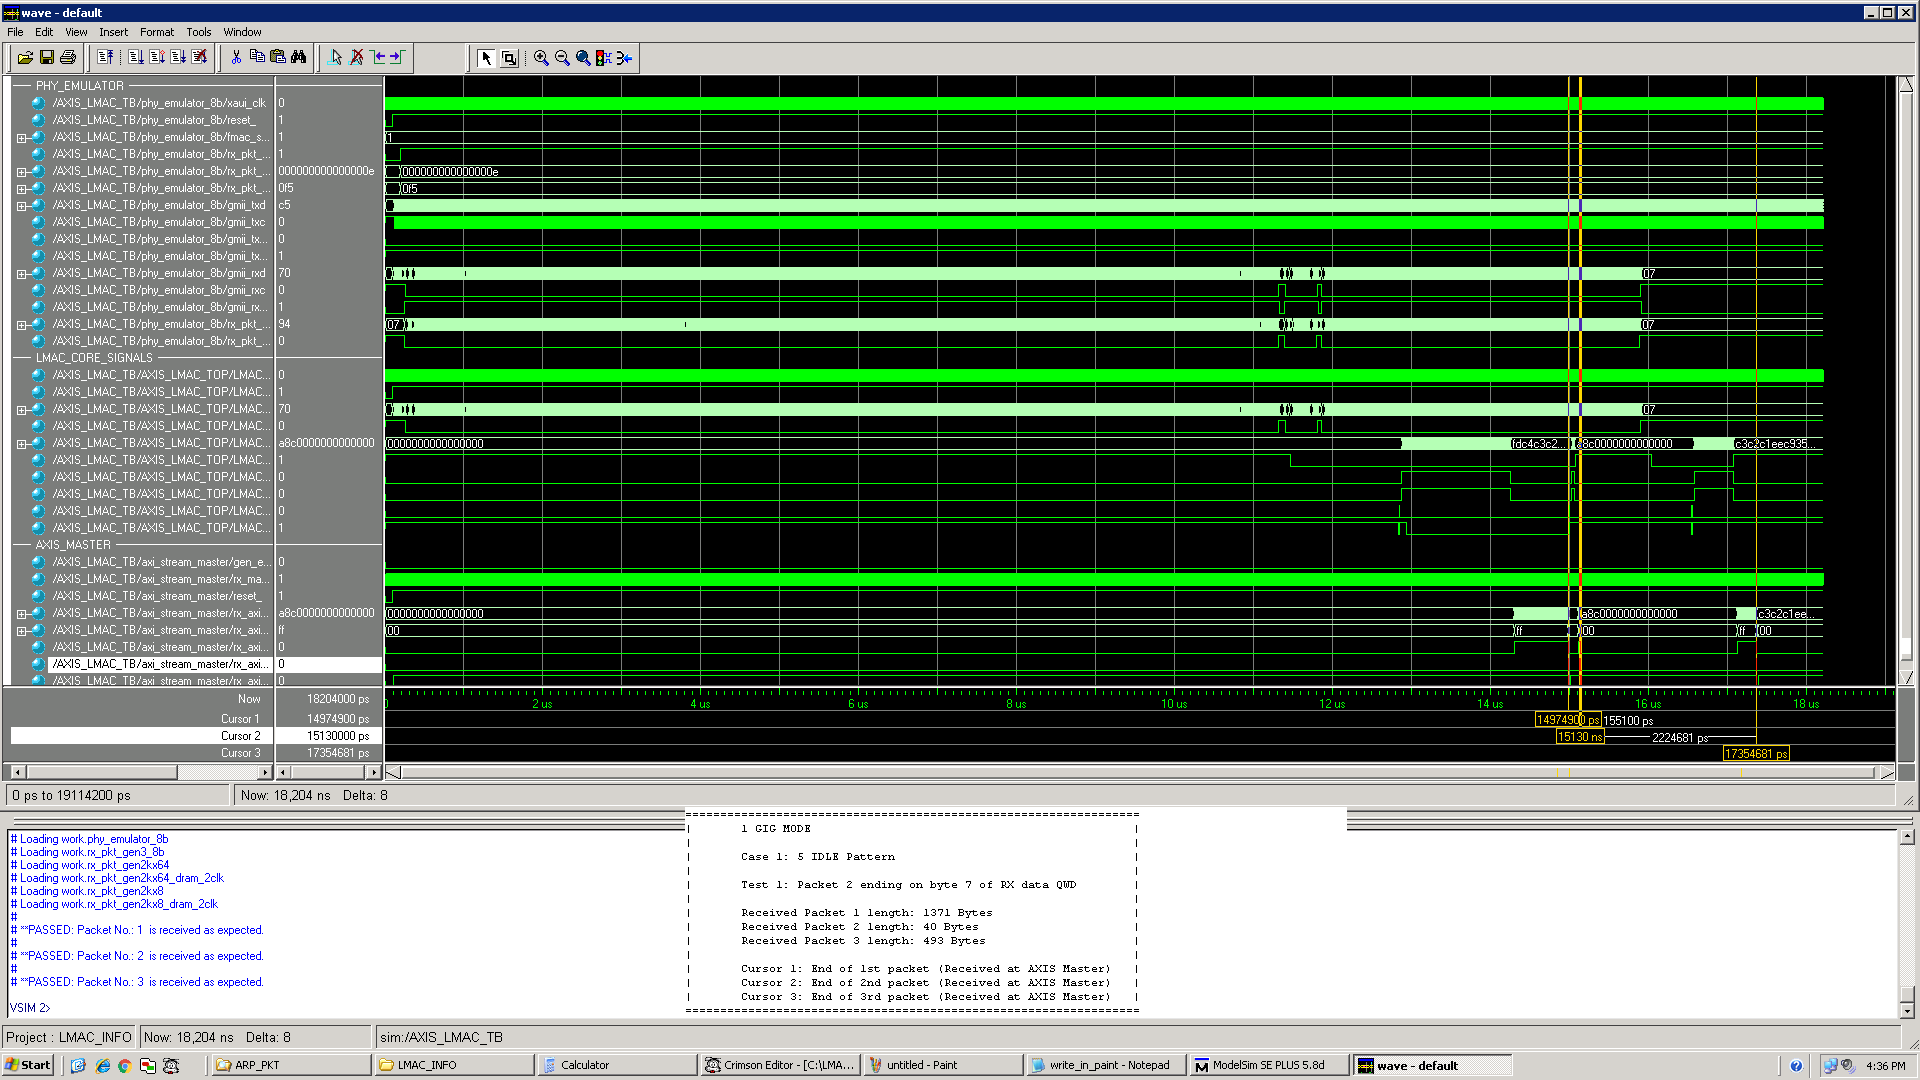 wave - default
File Edit View Insert Format Tools Window
PHY_EMULATOR
/AXIS_LMAC_TB/phy_emulator_8b/xaui_clk 0
/AXIS_LMAC_TB/phy_emulator_8b/reset_ 1
/AXIS_LMAC_TB/phy_emulator_8b/fmac_s... 1 1
/AXIS_LMAC_TB/phy_emulator_8b/rx_pkt_... 1
/AXIS_LMAC_TB/phy_emulator_8b/rx_pkt_... 000000000000000e 000000000000000e
/AXIS_LMAC_TB/phy_emulator_8b/rx_pkt_... 0f5 0f5
/AXIS_LMAC_TB/phy_emulator_8b/gmii_txd c5
/AXIS_LMAC_TB/phy_emulator_8b/gmii_txc 0
/AXIS_LMAC_TB/phy_emulator_8b/gmii_tx... 0
/AXIS_LMAC_TB/phy_emulator_8b/gmii_tx... 1
/AXIS_LMAC_TB/phy_emulator_8b/gmii_rxd 70 07
/AXIS_LMAC_TB/phy_emulator_8b/gmii_rxc 0
/AXIS_LMAC_TB/phy_emulator_8b/gmii_rx... 1
/AXIS_LMAC_TB/phy_emulator_8b/rx_pkt_... 94 07 07
/AXIS_LMAC_TB/phy_emulator_8b/rx_pkt_... 0
LMAC_CORE_SIGNALS
/AXIS_LMAC_TB/AXIS_LMAC_TOP/LMAC... 0
/AXIS_LMAC_TB/AXIS_LMAC_TOP/LMAC... 1
/AXIS_LMAC_TB/AXIS_LMAC_TOP/LMAC... 70 07
/AXIS_LMAC_TB/AXIS_LMAC_TOP/LMAC... 0
/AXIS_LMAC_TB/AXIS_LMAC_TOP/LMAC... a8c0000000000000 0000000000000000 fdc4c3c2... a8c0000000000000 c3c2c1eec935...
/AXIS_LMAC_TB/AXIS_LMAC_TOP/LMAC... 1
/AXIS_LMAC_TB/AXIS_LMAC_TOP/LMAC... 0
/AXIS_LMAC_TB/AXIS_LMAC_TOP/LMAC... 0
/AXIS_LMAC_TB/AXIS_LMAC_TOP/LMAC... 0
/AXIS_LMAC_TB/AXIS_LMAC_TOP/LMAC... 1
AXIS_MASTER
/AXIS_LMAC_TB/axi_stream_master/gen_e... 0
/AXIS_LMAC_TB/axi_stream_master/rx_ma... 1
/AXIS_LMAC_TB/axi_stream_master/reset_ 1
/AXIS_LMAC_TB/axi_stream_master/rx_axi... a8c0000000000000 0000000000000000 a8c0000000000000 c3c2c1ee...
/AXIS_LMAC_TB/axi_stream_master/rx_axi... ff 00 ff 00 ff 00
/AXIS_LMAC_TB/axi_stream_master/rx_axi... 0
/AXIS_LMAC_TB/axi_stream_master/rx_axi... 0
/AXIS_LMAC_TB/axi_stream_master/rx_axi... 0
Now 18204000 ps 2 us 4 us 6 us 8 us 10 us 12 us 14 us 16 us 18 us
Cursor 1 14974900 ps 14974900 ps 155100 ps
Cursor 2 15130000 ps 15130 ns 2224681 ps
Cursor 3 17354681 ps 17354681 ps
0 ps to 19114200 ps Now: 18,204 ns Delta: 8
# Loading work.phy_emulator_8b
# Loading work.rx_pkt_gen3_8b
# Loading work.rx_pkt_gen2kx64
# Loading work.rx_pkt_gen2kx64_dram_2clk
# Loading work.rx_pkt_gen2kx8
# Loading work.rx_pkt_gen2kx8_dram_2clk
#
# **PASSED: Packet No.: 1 is received as expected.
#
# **PASSED: Packet No.: 2 is received as expected.
#
# **PASSED: Packet No.: 3 is received as expected.
VSIM 2>
1 GIG MODE
Case 1: 5 IDLE Pattern
Test 1: Packet 2 ending on byte 7 of RX data QWD
Received Packet 1 length: 1371 Bytes
Received Packet 2 length: 40 Bytes
Received Packet 3 length: 493 Bytes
Cursor 1: End of 1st packet (Received at AXIS Master)
Cursor 2: End of 2nd packet (Received at AXIS Master)
Cursor 3: End of 3rd packet (Received at AXIS Master)
Project : LMAC_INFO Now: 18,204 ns Delta: 8 sim:/AXIS_LMAC_TB
Start ARP_PKT LMAC_INFO Calculator Crimson Editor - [C:\LMA... untitled - Paint write_in_paint - Notepad ModelSim SE PLUS 5.8d wave - default 4:36 PM